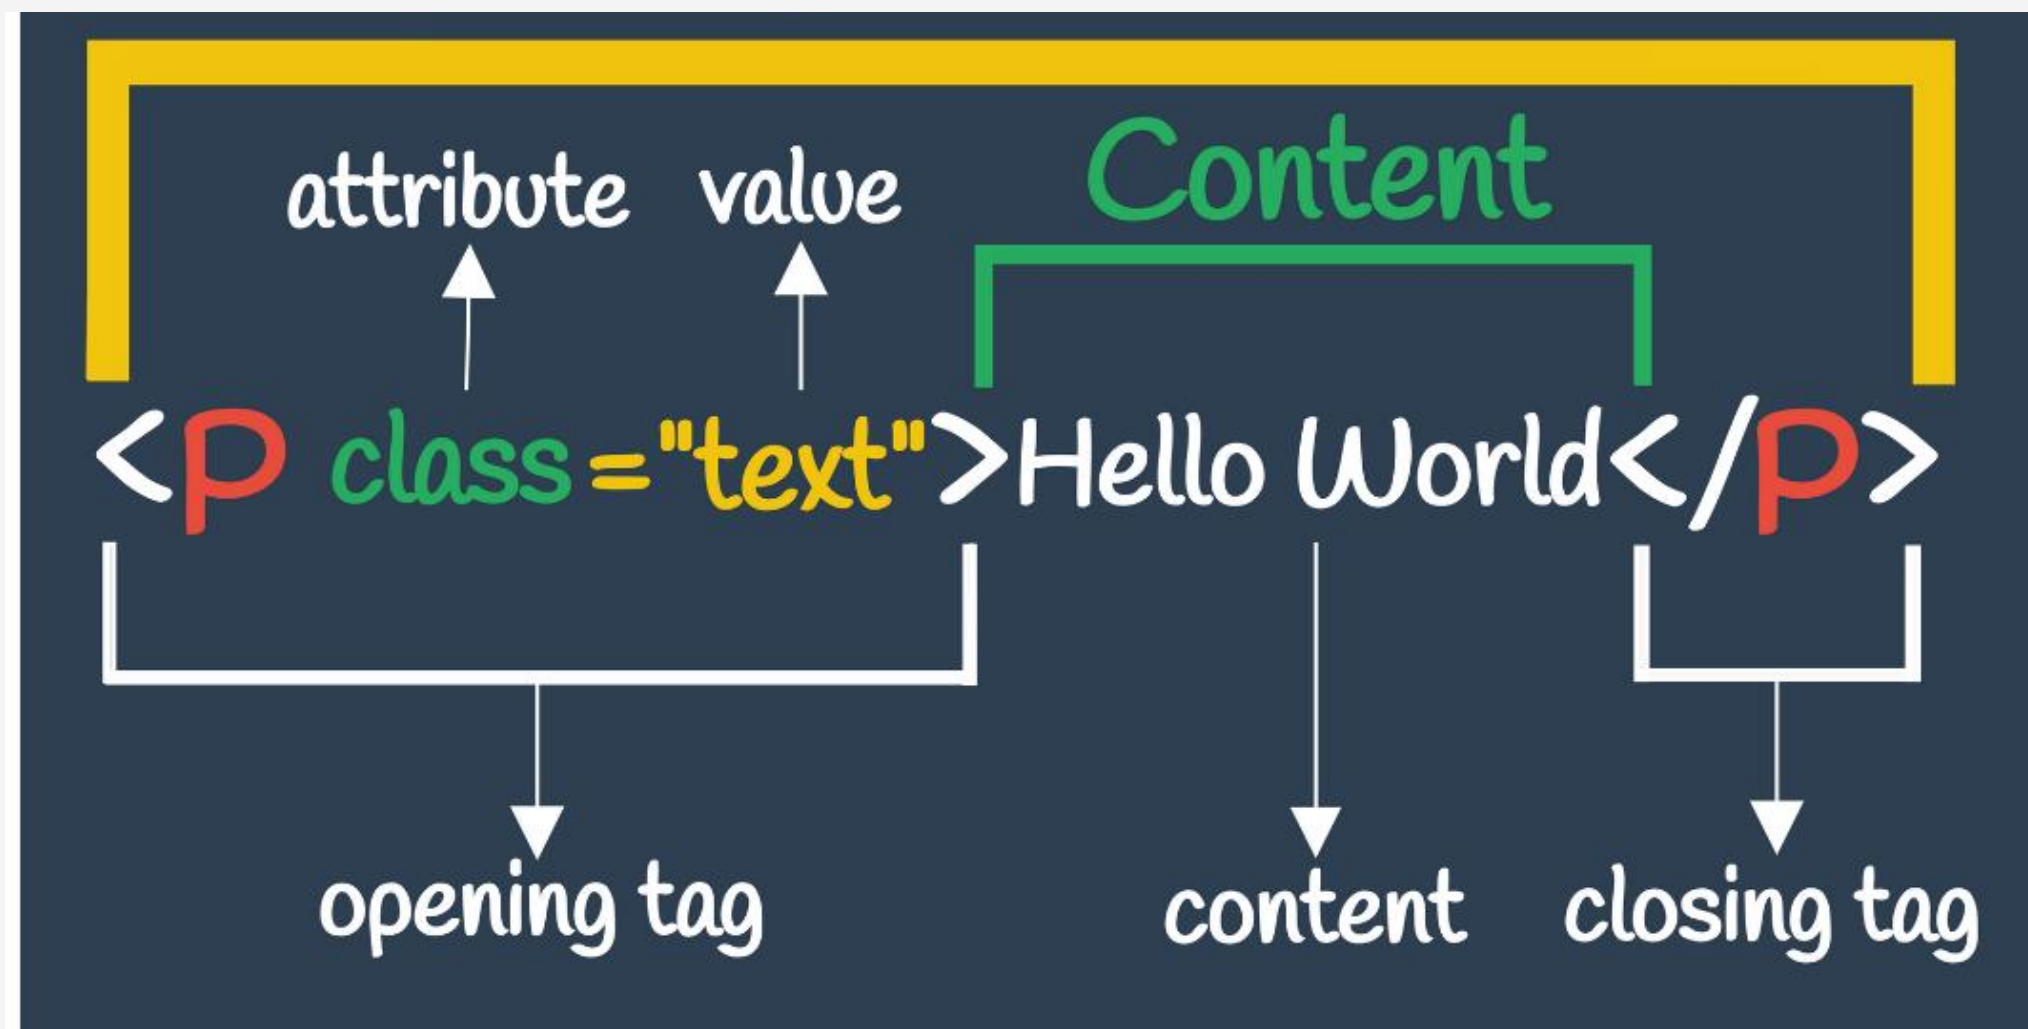 attribute value Content
<p class="text">Hello World</p>
opening tag content closing tag